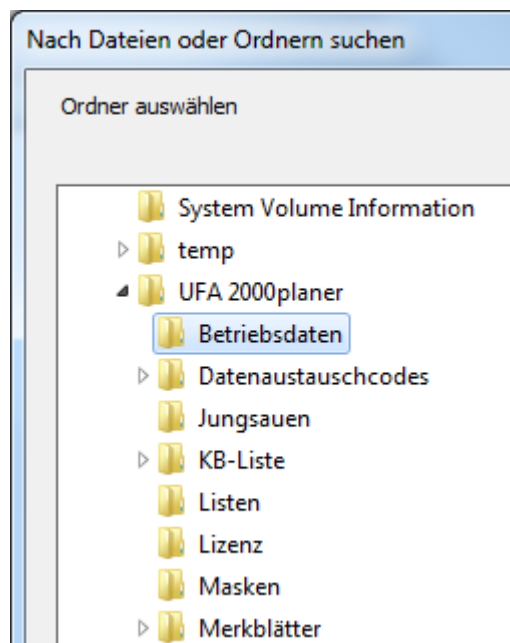 Nach Dateien oder Ordnern suchen
Ordner auswählen
System Volume Information
temp
UFA 2000planer
Betriebsdaten
Datenaustauschcodes
Jungsauen
KB-Liste
Listen
Lizenz
Masken
Merkblätter